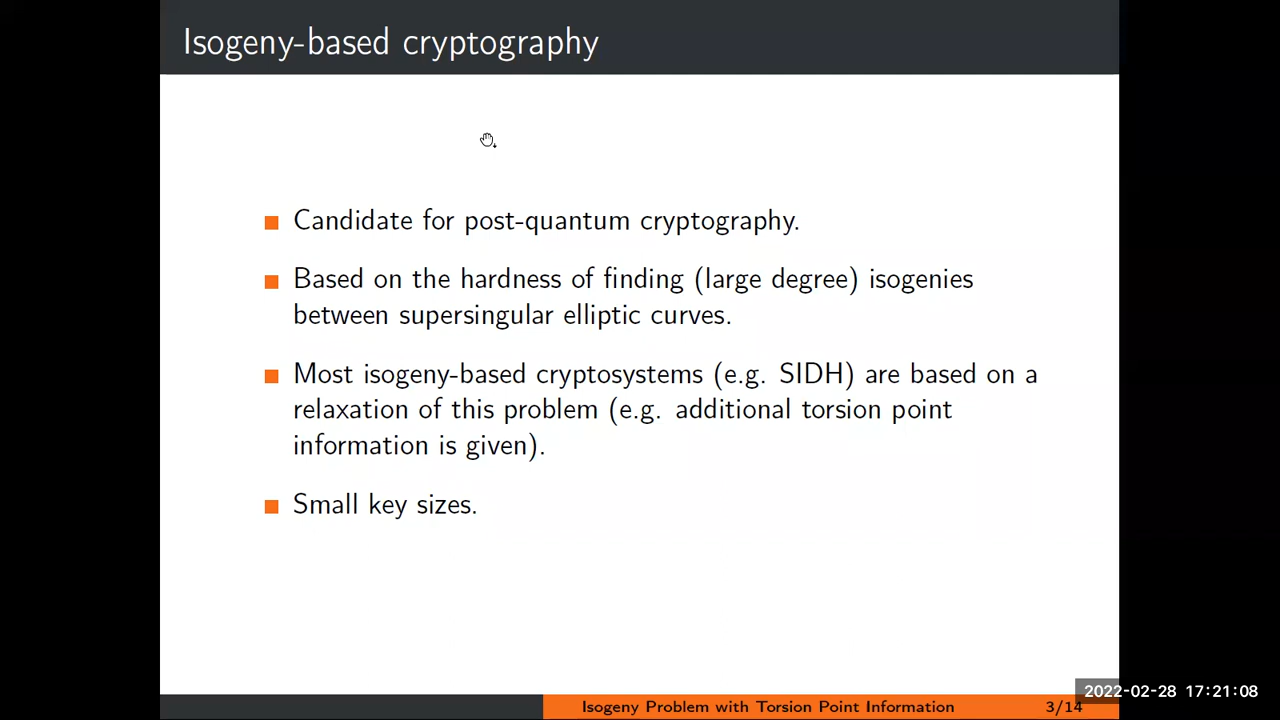 Isogeny-based cryptography
Candidate for post-quantum cryptography.
Based on the hardness of finding (large degree) isogenies
between supersingular elliptic curves.
Most isogeny-based cryptosystems (e.g. SIDH) are based on a
relaxation of this problem (e.g. additional torsion point
information is given).
Small key sizes.
Isogeny Problem with Torsion Point Information 3/14
2022-02-28 17:21:08